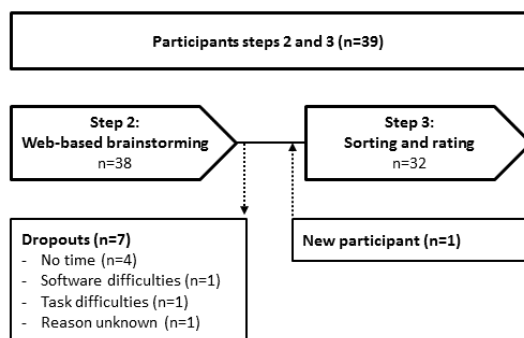 Participants steps 2 and 3 (n=39)
Step 2:
Web-based brainstorming
n=38
Step 3:
Sorting and rating
n=32
Dropouts (n=7)
- No time (n=4)
- Software difficulties (n=1)
- Task difficulties (n=1)
- Reason unknown (n=1)
New participant (n=1)